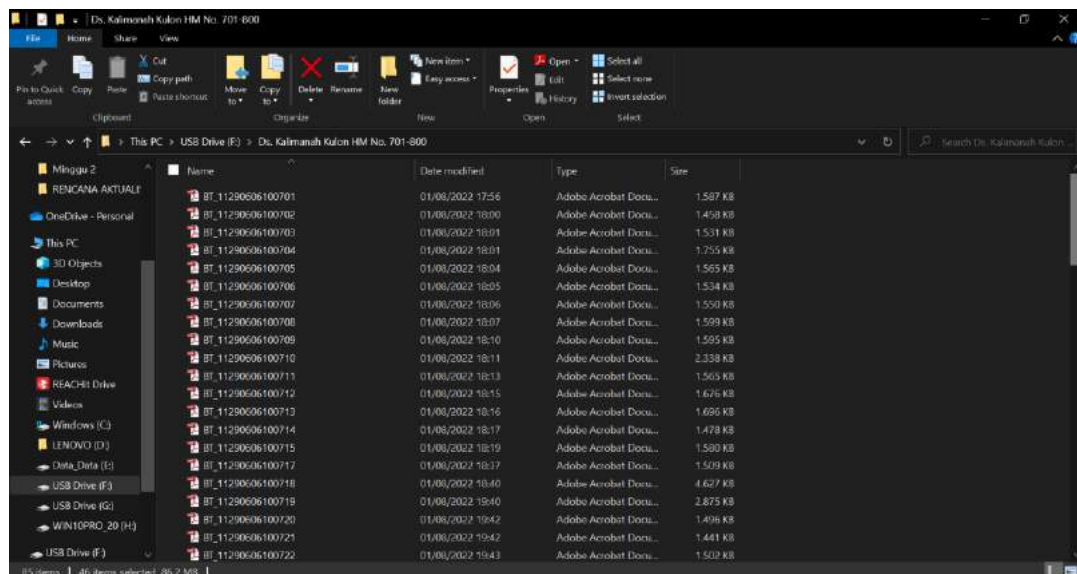 Ds. Kalimanah Kulon HM No. 701-800
File Home Share View
Pin to Quick access
Copy
Paste
Cut
Copy path
Paste shortcut
Move to
Copy to
Delete
Rename
New folder
New item
Easy access
Properties
Open
Edit
History
Select all
Select none
Invert selection
Clipboard Organize New Open Select
This PC > USB Drive (F:) > Ds. Kalimanah Kulon HM No. 701-800
Search Ds. Kalimanah Kulon ...
Minggu 2
RENCANA AKTUALI
OneDrive - Personal
This PC
3D Objects
Desktop
Documents
Downloads
Music
Pictures
REACHit Drive
Videos
Windows (C:)
LENOVO (D:)
Data_Data (E:)
USB Drive (F:)
USB Drive (G:)
WIN10PRO_20 (H:)
USB Drive (F:)
Name Date modified Type Size
BT_11290606100701 01/08/2022 17:56 Adobe Acrobat Docu... 1.587 KB
BT_11290606100702 01/08/2022 18:00 Adobe Acrobat Docu... 1.458 KB
BT_11290606100703 01/08/2022 18:01 Adobe Acrobat Docu... 1.531 KB
BT_11290606100704 01/08/2022 18:01 Adobe Acrobat Docu... 1.755 KB
BT_11290606100705 01/08/2022 18:04 Adobe Acrobat Docu... 1.565 KB
BT_11290606100706 01/08/2022 18:05 Adobe Acrobat Docu... 1.534 KB
BT_11290606100707 01/08/2022 18:06 Adobe Acrobat Docu... 1.550 KB
BT_11290606100708 01/08/2022 18:07 Adobe Acrobat Docu... 1.599 KB
BT_11290606100709 01/08/2022 18:10 Adobe Acrobat Docu... 1.595 KB
BT_11290606100710 01/08/2022 18:11 Adobe Acrobat Docu... 2.338 KB
BT_11290606100711 01/08/2022 18:13 Adobe Acrobat Docu... 1.565 KB
BT_11290606100712 01/08/2022 18:15 Adobe Acrobat Docu... 1.676 KB
BT_11290606100713 01/08/2022 18:16 Adobe Acrobat Docu... 1.696 KB
BT_11290606100714 01/08/2022 18:17 Adobe Acrobat Docu... 1.478 KB
BT_11290606100715 01/08/2022 18:19 Adobe Acrobat Docu... 1.580 KB
BT_11290606100717 01/08/2022 18:37 Adobe Acrobat Docu... 1.509 KB
BT_11290606100718 01/08/2022 18:40 Adobe Acrobat Docu... 4.627 KB
BT_11290606100719 01/08/2022 19:40 Adobe Acrobat Docu... 2.875 KB
BT_11290606100720 01/08/2022 19:42 Adobe Acrobat Docu... 1.496 KB
BT_11290606100721 01/08/2022 19:42 Adobe Acrobat Docu... 1.441 KB
BT_11290606100722 01/08/2022 19:43 Adobe Acrobat Docu... 1.502 KB
85 items 46 items selected 86.2 MB